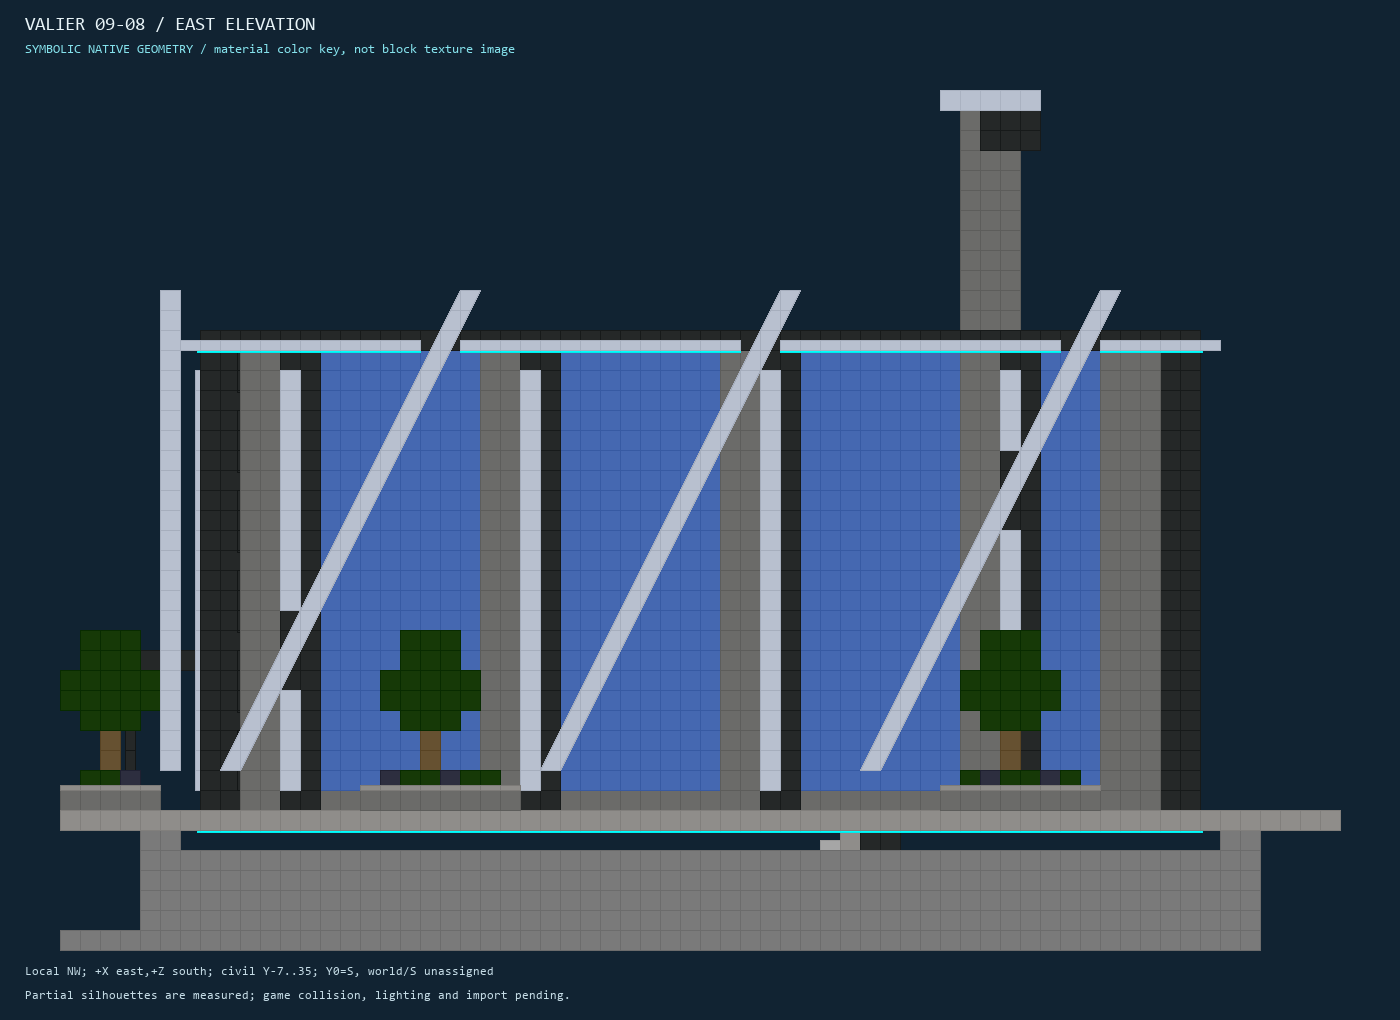 VALIER 09-08 / EAST ELEVATION
SYMBOLIC NATIVE GEOMETRY / material color key, not block texture image
Local NW; +X east,+Z south; civil Y-7..35; Y0=S, world/S unassigned
Partial silhouettes are measured; game collision, lighting and import pending.